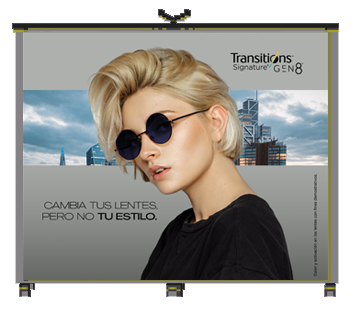 Transitions
Signature GEN 8
CAMBIA TUS LENTES,
PERO NO TU ESTILO.